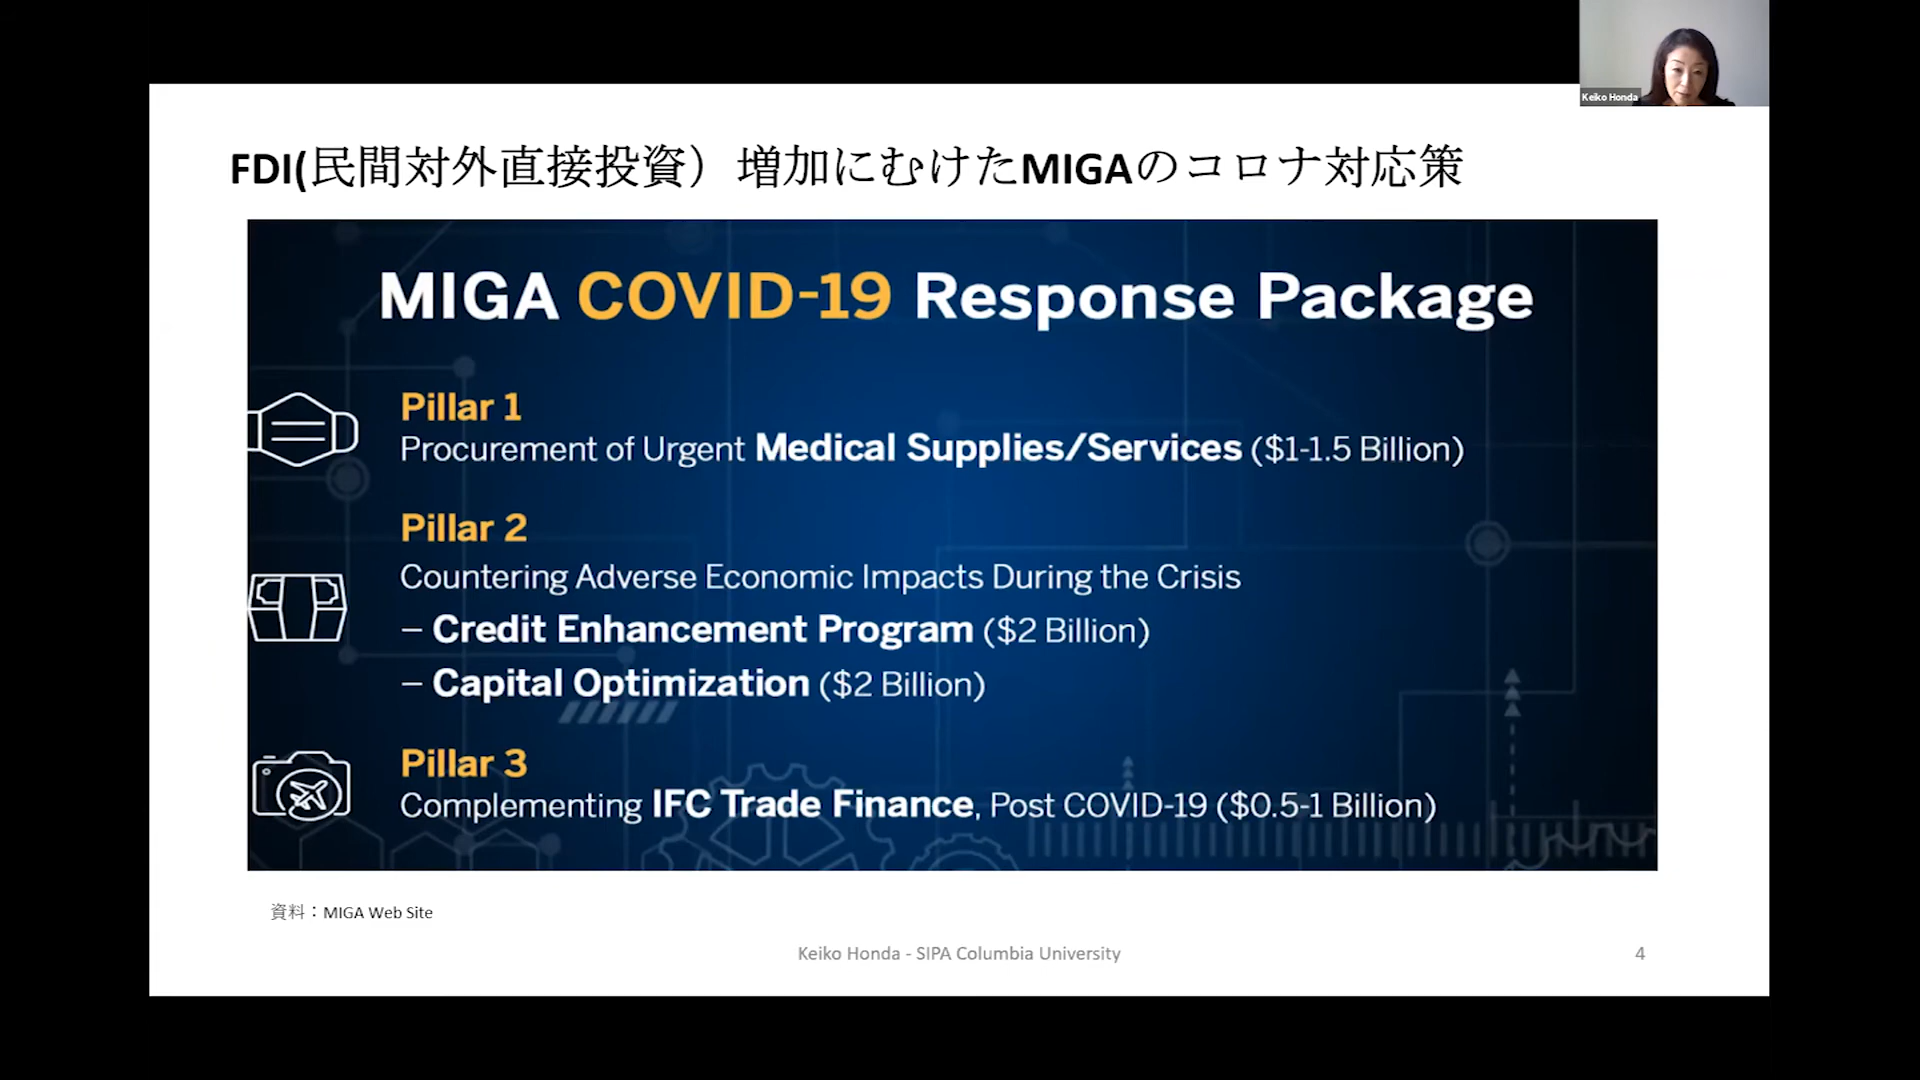 Keiko Honda
FDI(民間対外直接投資）増加にむけたMIGAのコロナ対応策
MIGA COVID-19 Response Package
Pillar 1
Procurement of Urgent Medical Supplies/Services ($1-1.5 Billion)
Pillar 2
Countering Adverse Economic Impacts During the Crisis
– Credit Enhancement Program ($2 Billion)
– Capital Optimization ($2 Billion)
Pillar 3
Complementing IFC Trade Finance, Post COVID-19 ($0.5-1 Billion)
資料：MIGA Web Site
Keiko Honda - SIPA Columbia University
4